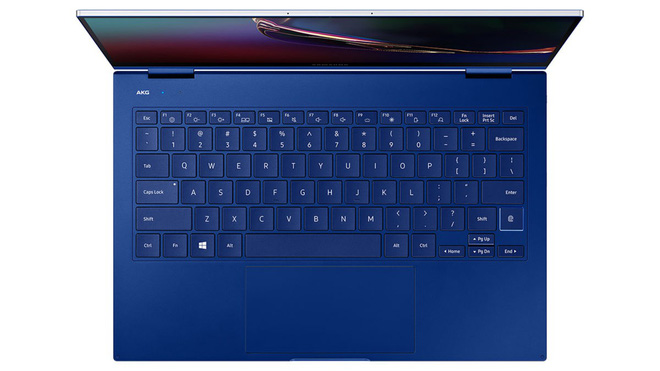 AKG
Esc F1 F2 F3 F4 F5 F6 F7 F8 F9 F10 F11 F12 Fn Lock Insert Prt Sc Del
~ ` ! 1 @ 2 # 3 $ 4 % 5 ^ 6 & 7 * 8 ( 9 ) 0 _ - + = Backspace
Tab Q W E R T Y U I O P { [ } ] | \
Caps Lock A S D F G H J K L : ; " ' Enter
Shift Z X C V B N M < , > . ? / Shift
Ctrl Fn Alt Alt Ctrl Home Pg Up Pg Dn End